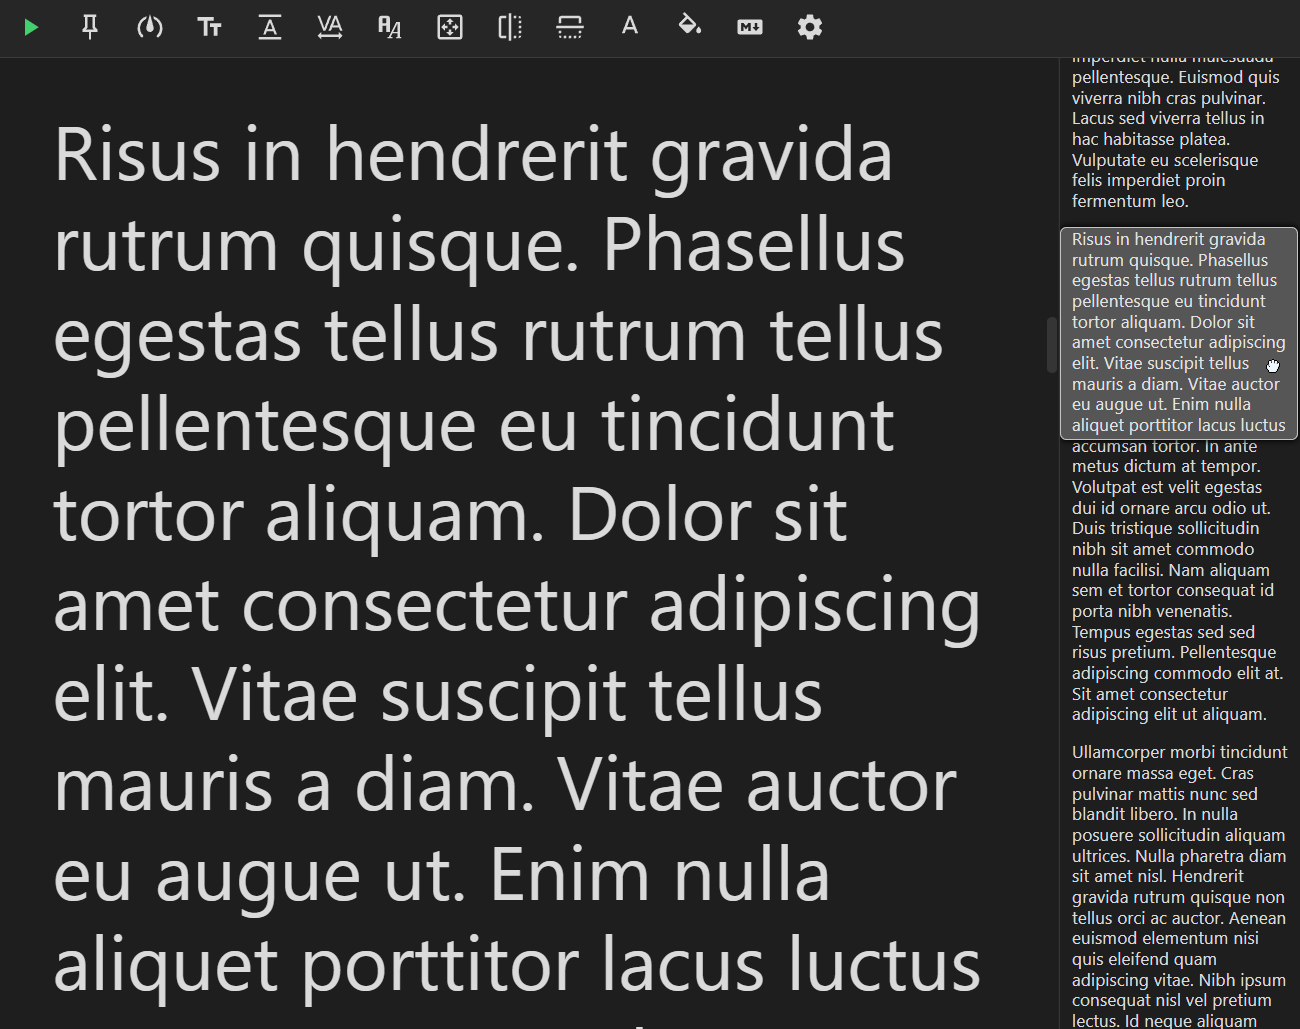 Risus in hendrerit gravida
rutrum quisque. Phasellus
egestas tellus rutrum tellus
pellentesque eu tincidunt
tortor aliquam. Dolor sit
amet consectetur adipiscing
elit. Vitae suscipit tellus
mauris a diam. Vitae auctor
eu augue ut. Enim nulla
aliquet porttitor lacus luctus
imperdiet nulla malesuada
pellentesque. Euismod quis
viverra nibh cras pulvinar.
Lacus sed viverra tellus in
hac habitasse platea.
Vulputate eu scelerisque
felis imperdiet proin
fermentum leo.
Risus in hendrerit gravida
rutrum quisque. Phasellus
egestas tellus rutrum tellus
pellentesque eu tincidunt
tortor aliquam. Dolor sit
amet consectetur adipiscing
elit. Vitae suscipit tellus
mauris a diam. Vitae auctor
eu augue ut. Enim nulla
aliquet porttitor lacus luctus
accumsan tortor. In ante
metus dictum at tempor.
Volutpat est velit egestas
dui id ornare arcu odio ut.
Duis tristique sollicitudin
nibh sit amet commodo
nulla facilisi. Nam aliquam
sem et tortor consequat id
porta nibh venenatis.
Tempus egestas sed sed
risus pretium. Pellentesque
adipiscing commodo elit at.
Sit amet consectetur
adipiscing elit ut aliquam.
Ullamcorper morbi tincidunt
ornare massa eget. Cras
pulvinar mattis nunc sed
blandit libero. In nulla
posuere sollicitudin aliquam
ultrices. Nulla pharetra diam
sit amet nisl. Hendrerit
gravida rutrum quisque non
tellus orci ac auctor. Aenean
euismod elementum nisi
quis eleifend quam
adipiscing vitae. Nibh ipsum
consequat nisl vel pretium
lectus. Id neque aliquam